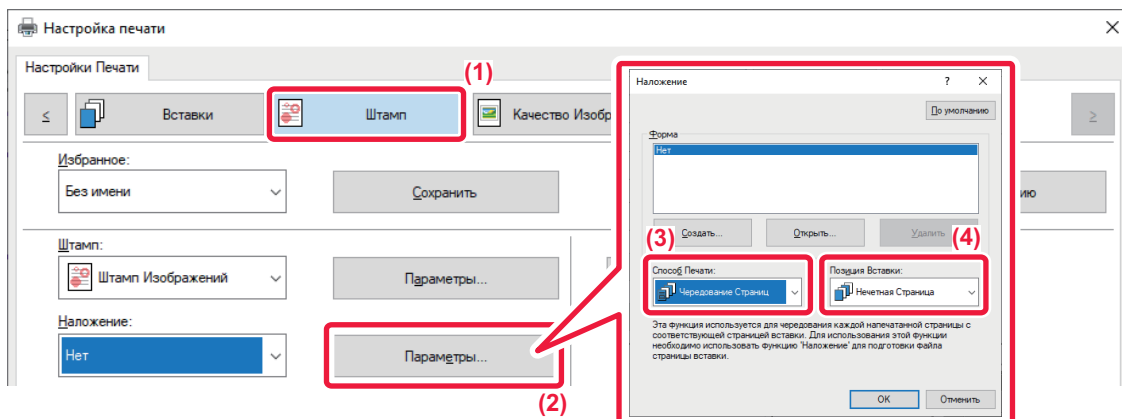 Настройка печати
Настройки Печати
(1)
<
Вставки
Штамп
Качество Изобр
>
Избранное:
Без имени
Сохранить
ию
Штамп:
Штамп Изображений
Параметры...
Наложение:
Нет
Параметры...
(2)
Наложение
?
По умолчанию
Форма
Нет
Создать...
Открыть...
Удалить
(3)
(4)
Способ Печати:
Позиция Вставки:
Чередование Страниц
Нечетная Страница
Эта функция используется для чередования каждой напечатанной страницы с
соответствующей страницей вставки. Для использования этой функции
необходимо использовать функцию 'Наложение' для подготовки файла
страницы вставки.
OK
Отменить